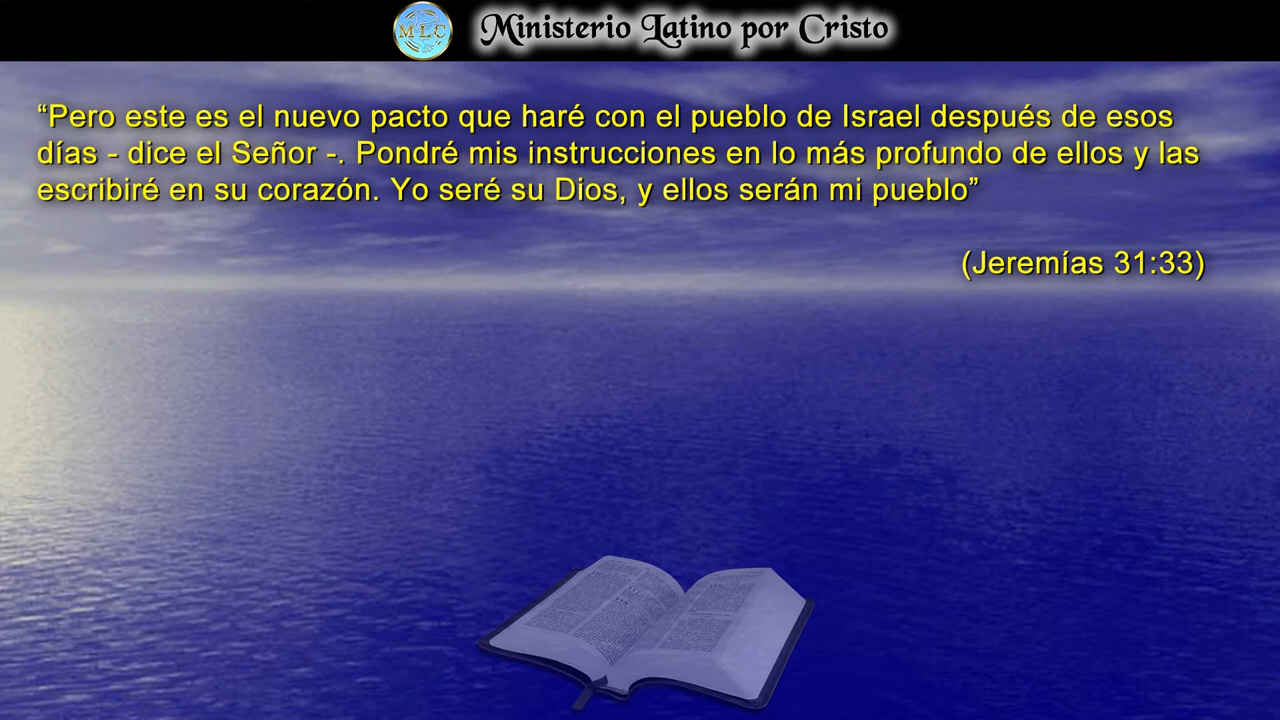 MLC
Ministerio Latino por Cristo
“Pero este es el nuevo pacto que haré con el pueblo de Israel después de esos
días - dice el Señor -. Pondré mis instrucciones en lo más profundo de ellos y las
escribiré en su corazón. Yo seré su Dios, y ellos serán mi pueblo”
(Jeremías 31:33)